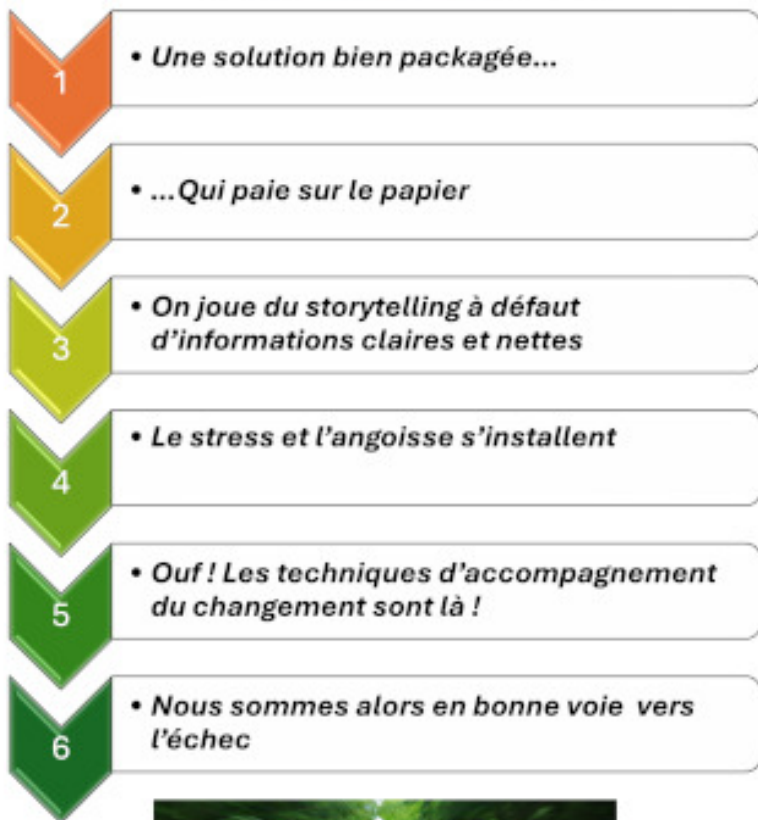 1
• Une solution bien packagée...
2
• ...Qui paie sur le papier
3
• On joue du storytelling à défaut
d'informations claires et nettes
4
• Le stress et l'angoisse s'installent
5
• Ouf ! Les techniques d'accompagnement
du changement sont là !
6
• Nous sommes alors en bonne voie  vers
l'échec